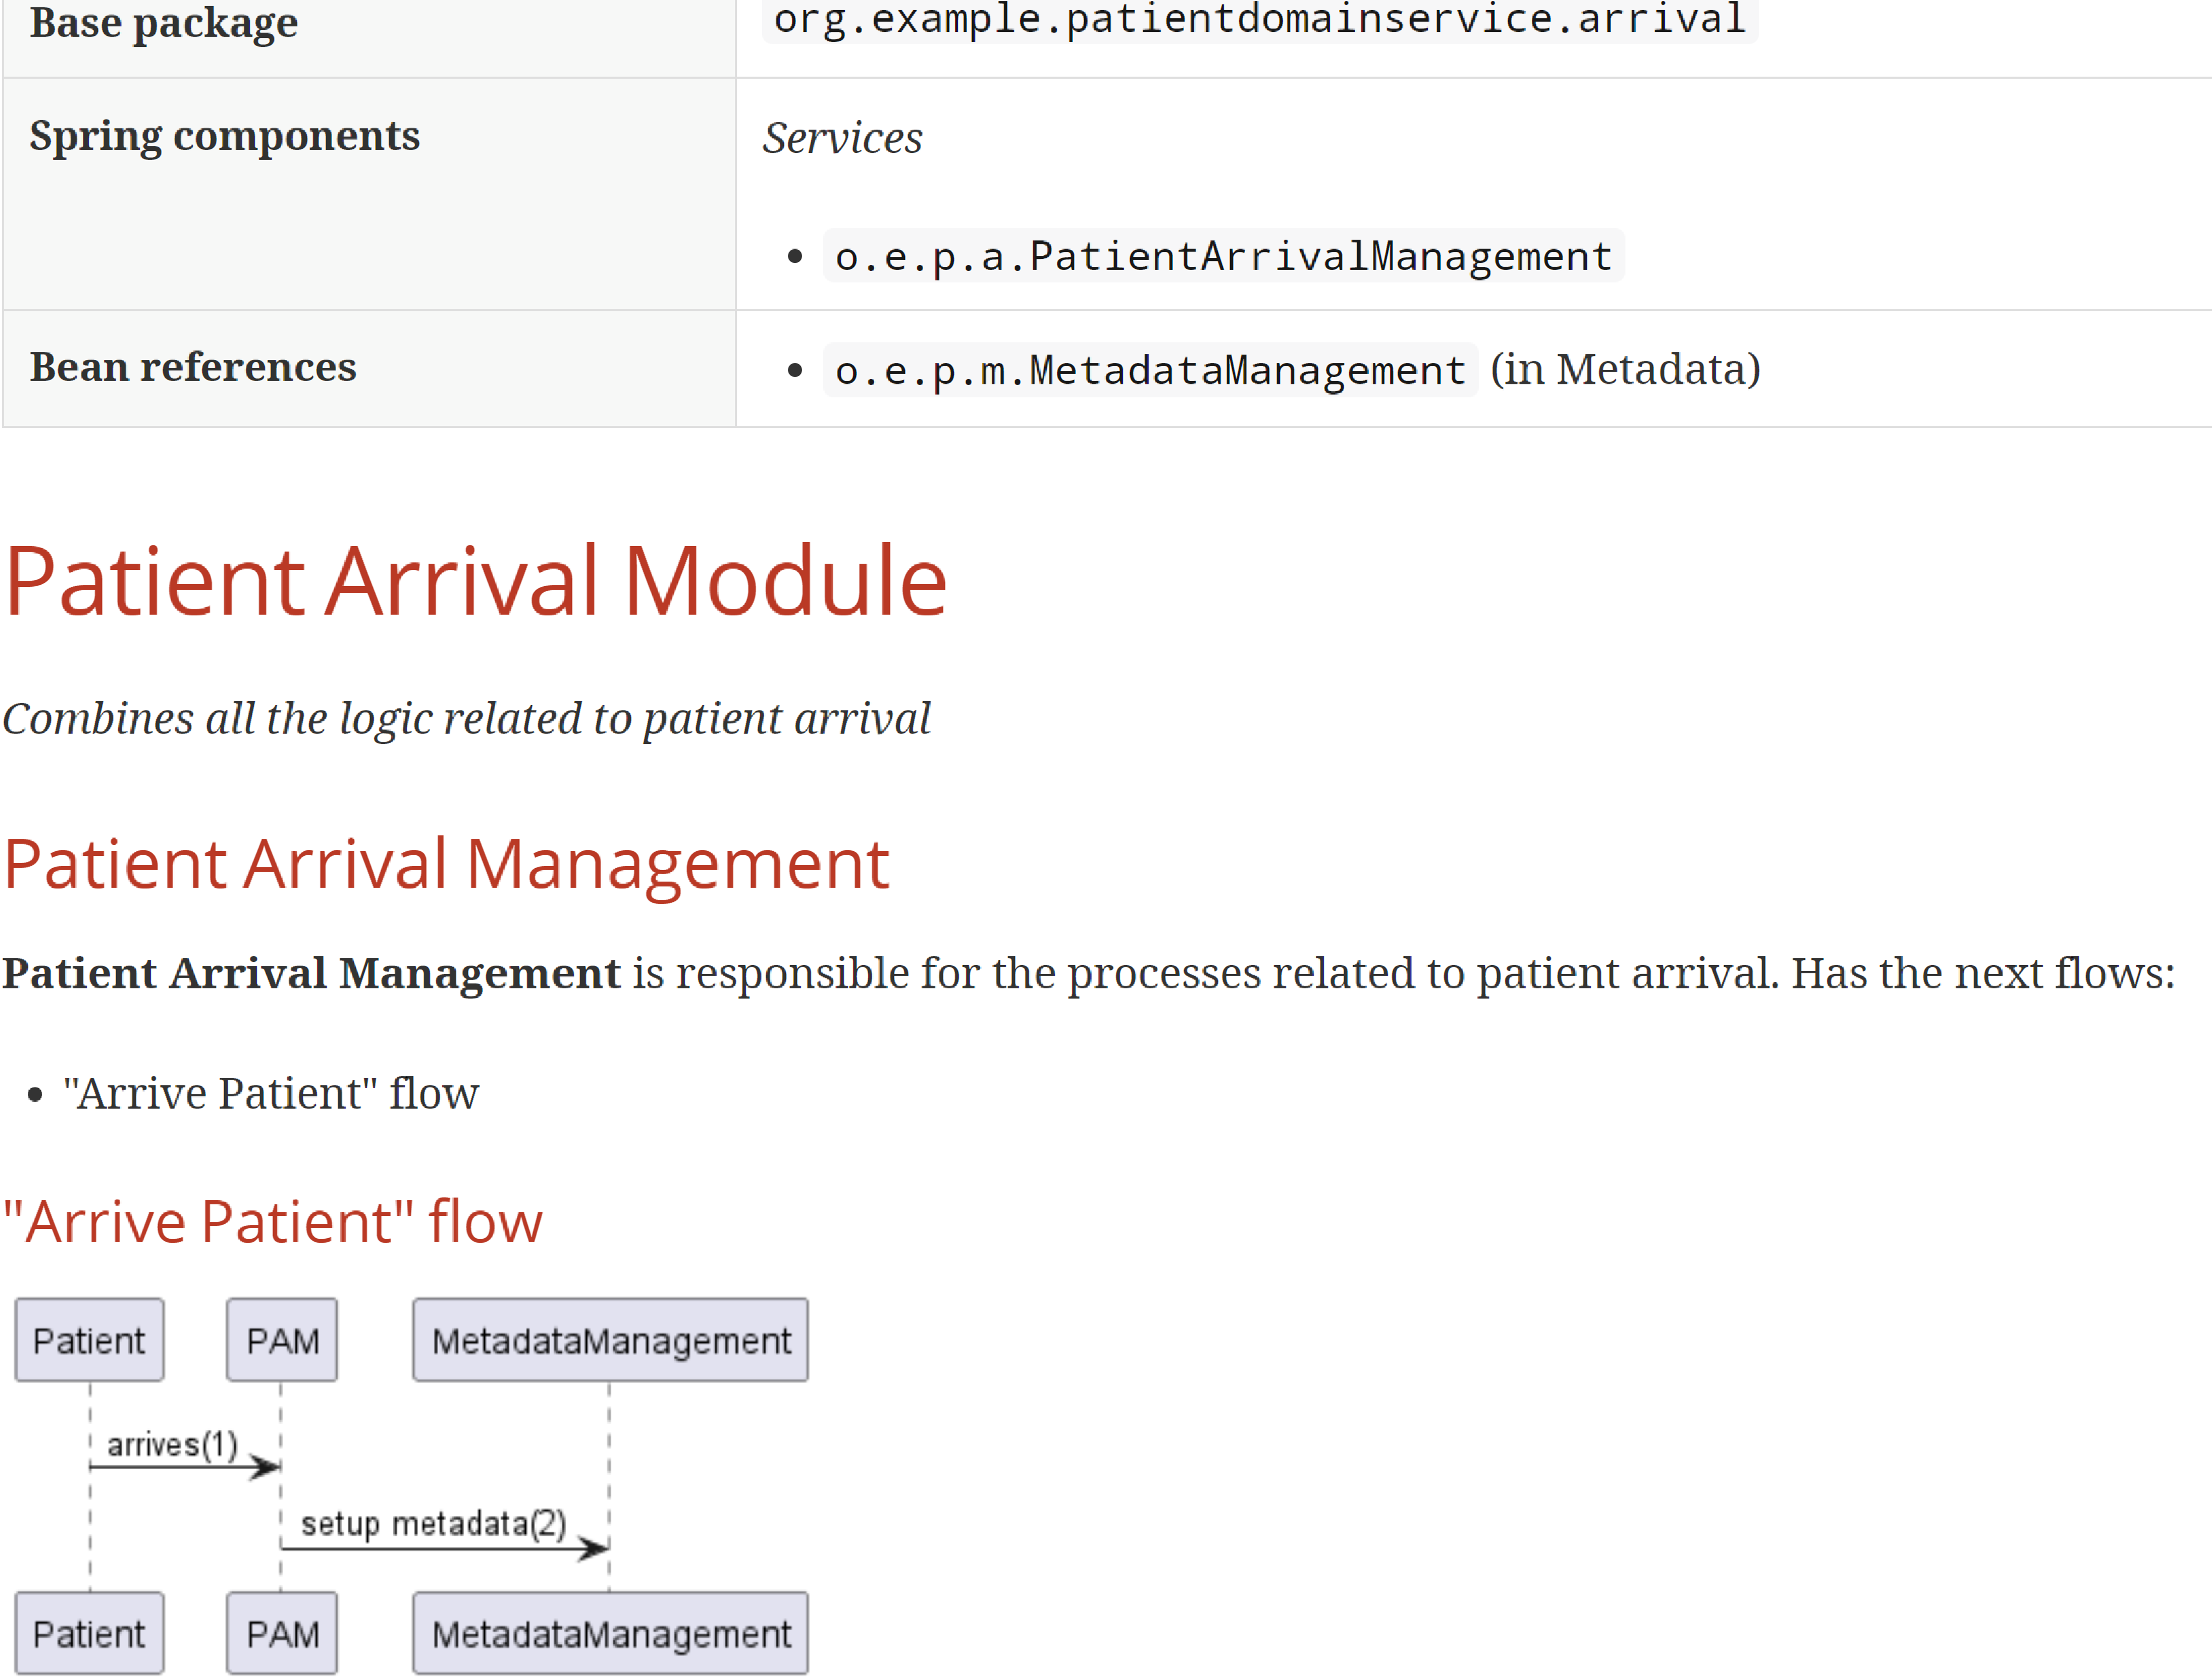 Base package
org.example.patientdomainservice.arrival
Spring components
Services
o.e.p.a.PatientArrivalManagement
Bean references
o.e.p.m.MetadataManagement (in Metadata)
Patient Arrival Module
Combines all the logic related to patient arrival
Patient Arrival Management
Patient Arrival Management is responsible for the processes related to patient arrival. Has the next flows:
"Arrive Patient" flow
"Arrive Patient" flow
Patient
PAM
MetadataManagement
arrives(1)
setup metadata(2)
Patient
PAM
MetadataManagement